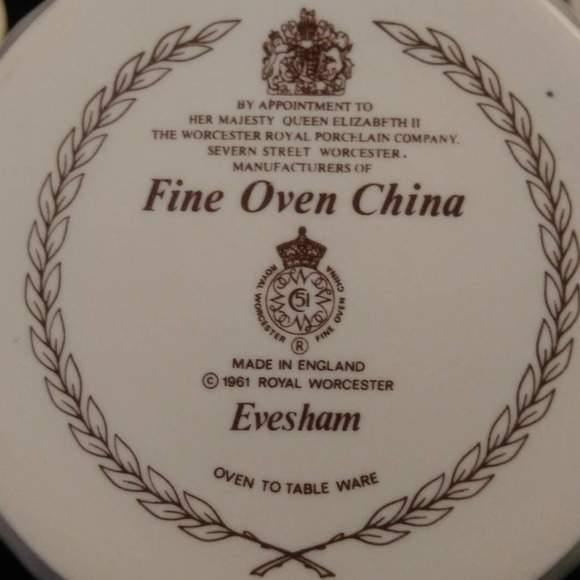 BY APPOINTMENT TO
HER MAJESTY QUEEN ELIZABETH II
THE WORCESTER ROYAL PORCELAIN COMPANY.
SEVERN STREET WORCESTER.
MANUFACTURERS OF
Fine Oven China
ROYAL WORCESTER FINE OVEN CHINA
51
®
MADE IN ENGLAND
© 1961 ROYAL WORCESTER
Evesham
OVEN TO TABLE WARE